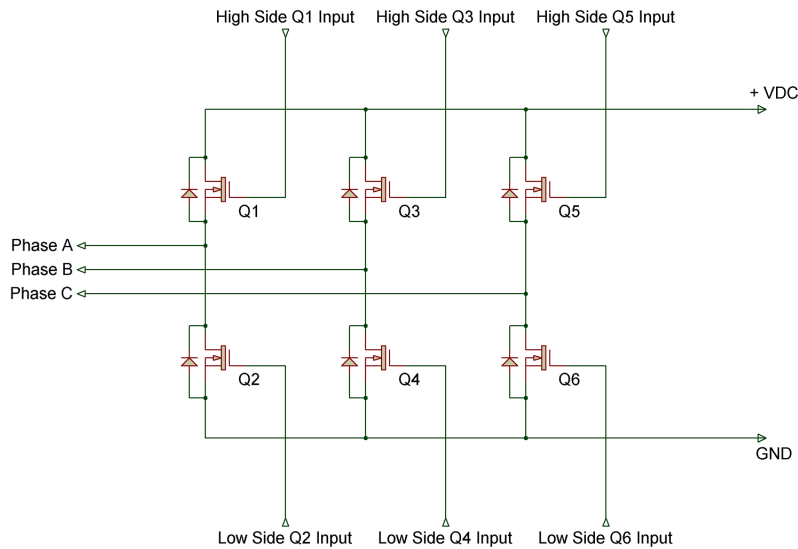 High Side Q1 Input
High Side Q3 Input
High Side Q5 Input
+ VDC
Q1
Q3
Q5
Phase A
Phase B
Phase C
Q2
Q4
Q6
GND
Low Side Q2 Input
Low Side Q4 Input
Low Side Q6 Input